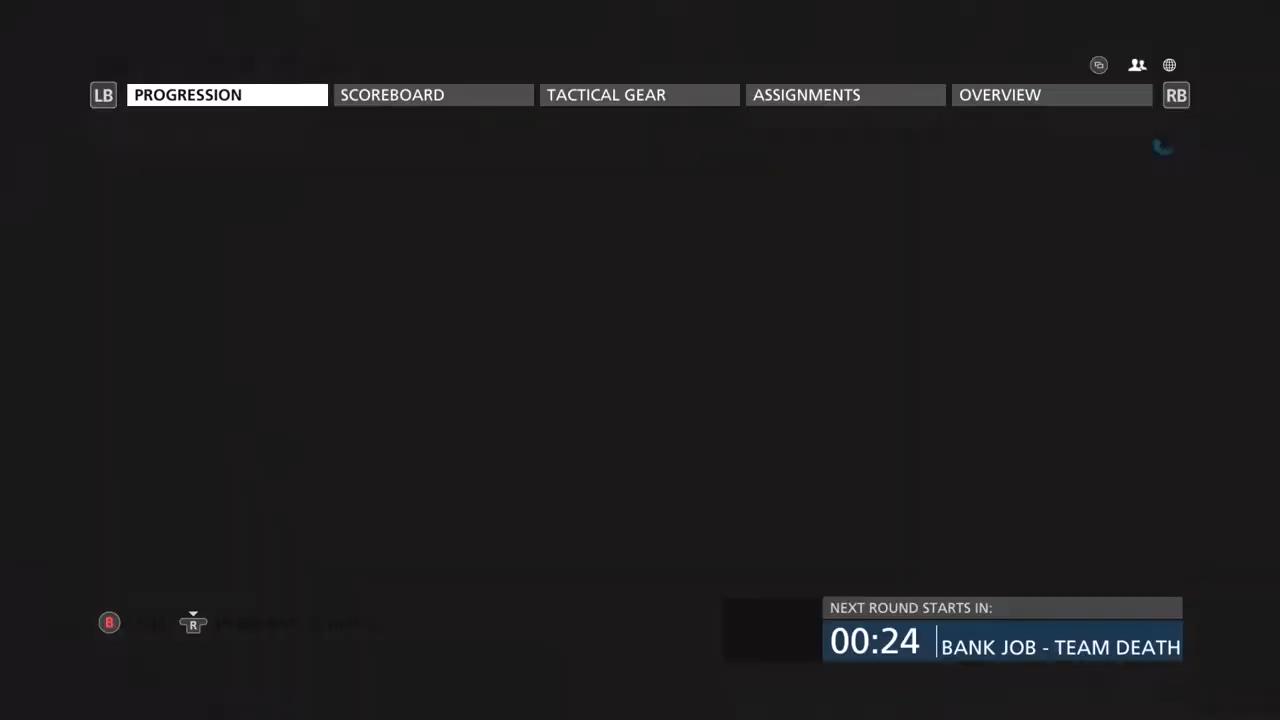 LB PROGRESSION SCOREBOARD TACTICAL GEAR ASSIGNMENTS OVERVIEW RB
B R
NEXT ROUND STARTS IN:
00:24 BANK JOB - TEAM DEATH